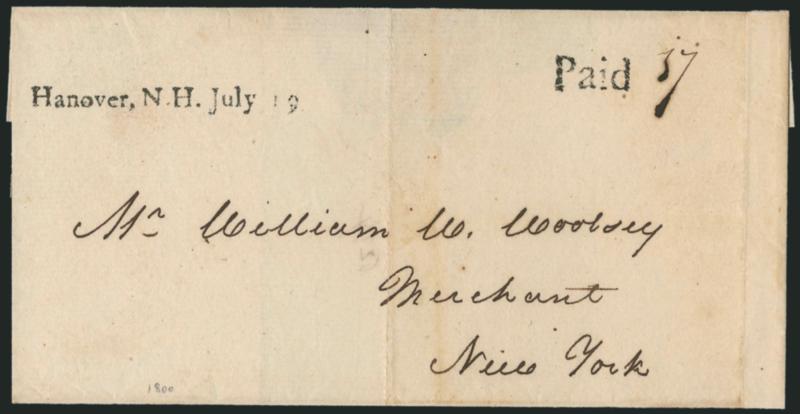 Paid 17
Hanover, N.H. July 19
Mr. William W. Woolsey
Merchant
New York
1800